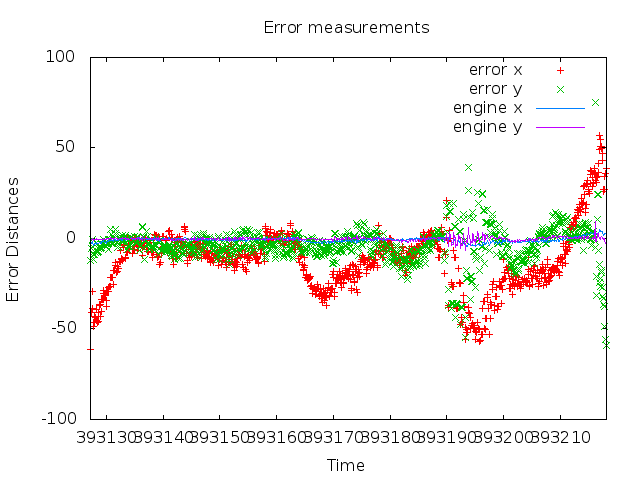 Error measurements
100
50
0
-50
-100
Error Distances
error x
error y
engine x
engine y
393130 393140 393150 393160 393170 393180 393190 393200 393210
Time